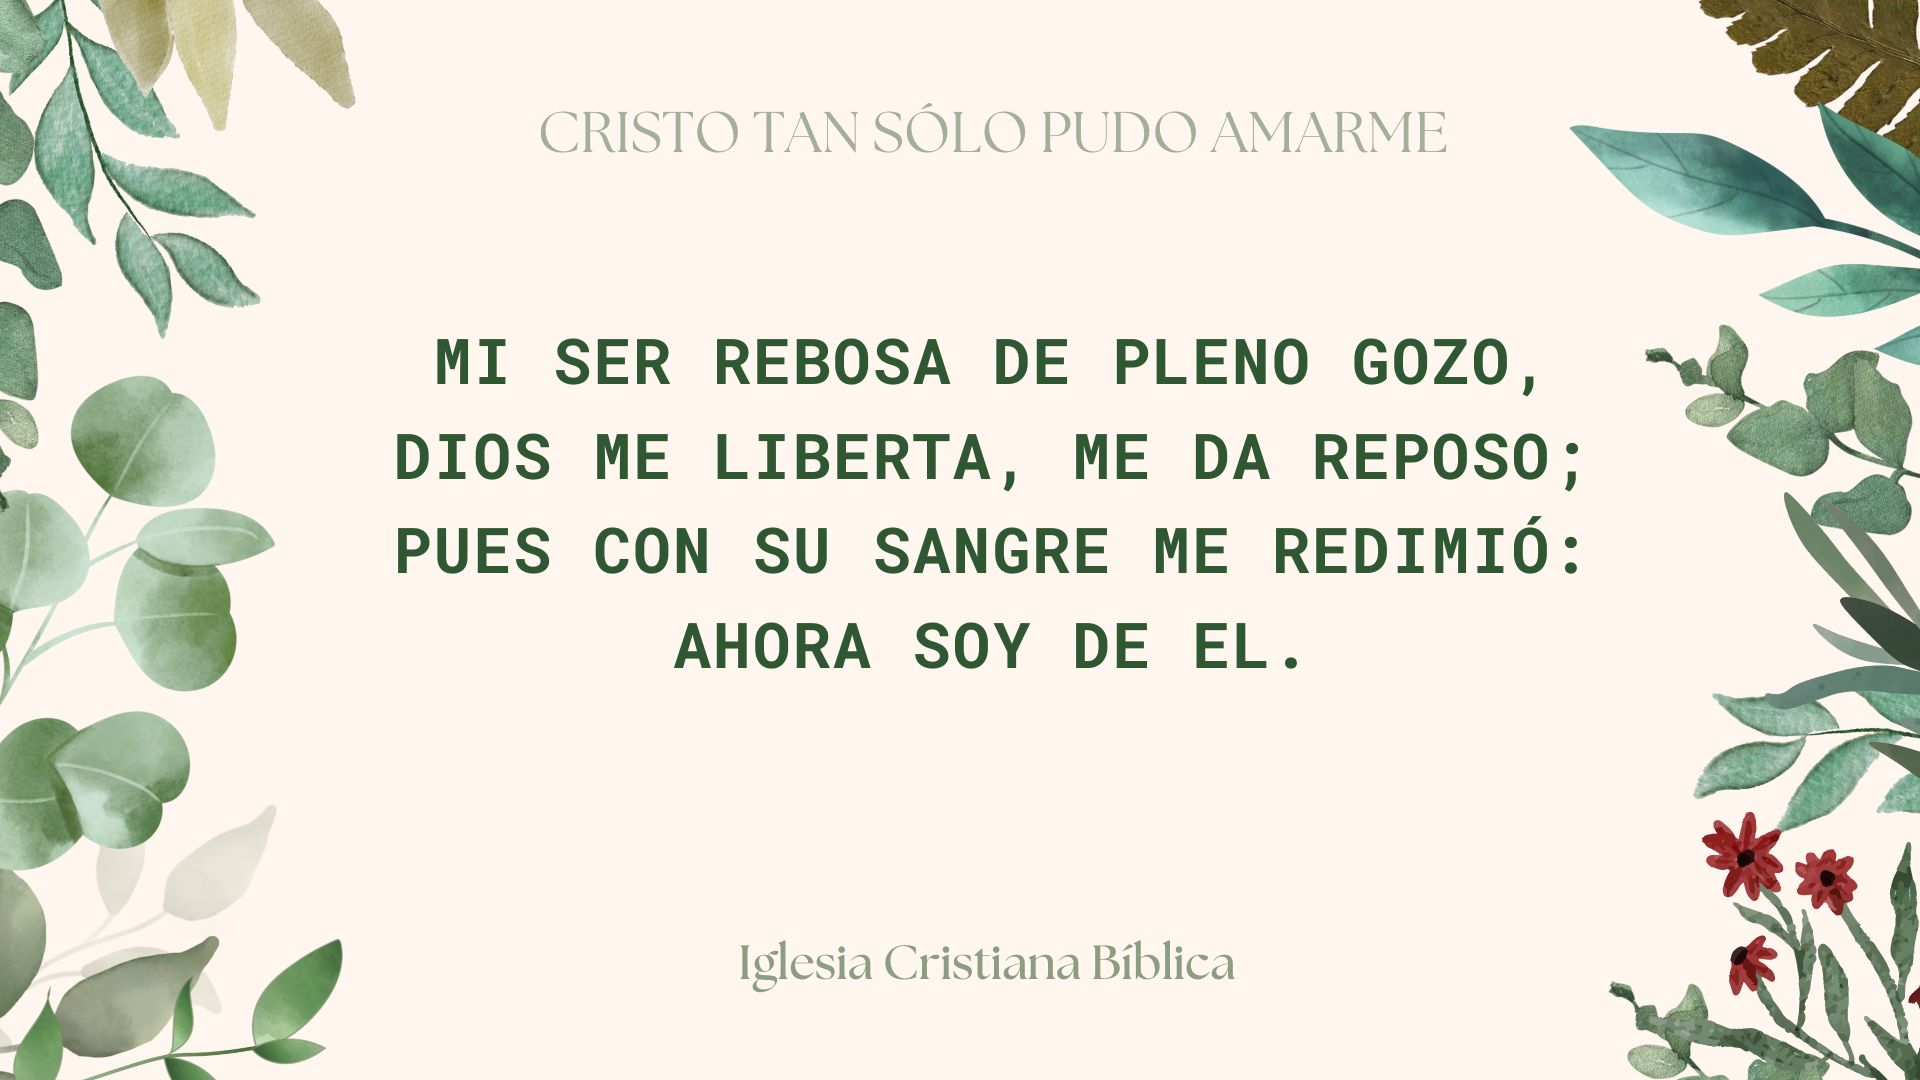 CRISTO TAN SÓLO PUDO AMARME
MI SER REBOSA DE PLENO GOZO,
DIOS ME LIBERTA, ME DA REPOSO;
PUES CON SU SANGRE ME REDIMIÓ:
AHORA SOY DE EL.
Iglesia Cristiana Bíblica